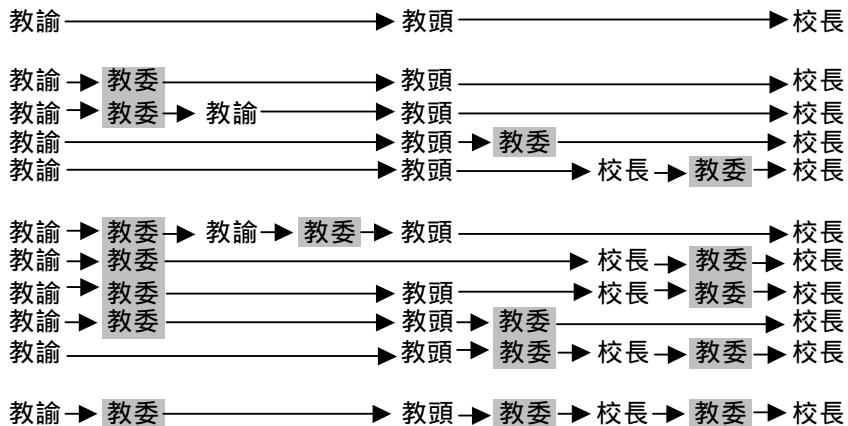 教諭 教頭 校長
教諭 教委 教頭 校長
教諭 教委 教諭 教頭 校長
教諭 教頭 教委 校長
教諭 教頭 校長 教委 校長
教諭 教委 教諭 教委 教頭 校長
教諭 教委 校長 教委 校長
教諭 教委 教頭 校長 教委 校長
教諭 教委 教頭 教委 校長
教諭 教頭 教委 校長 教委 校長
教諭 教委 教頭 教委 校長 教委 校長